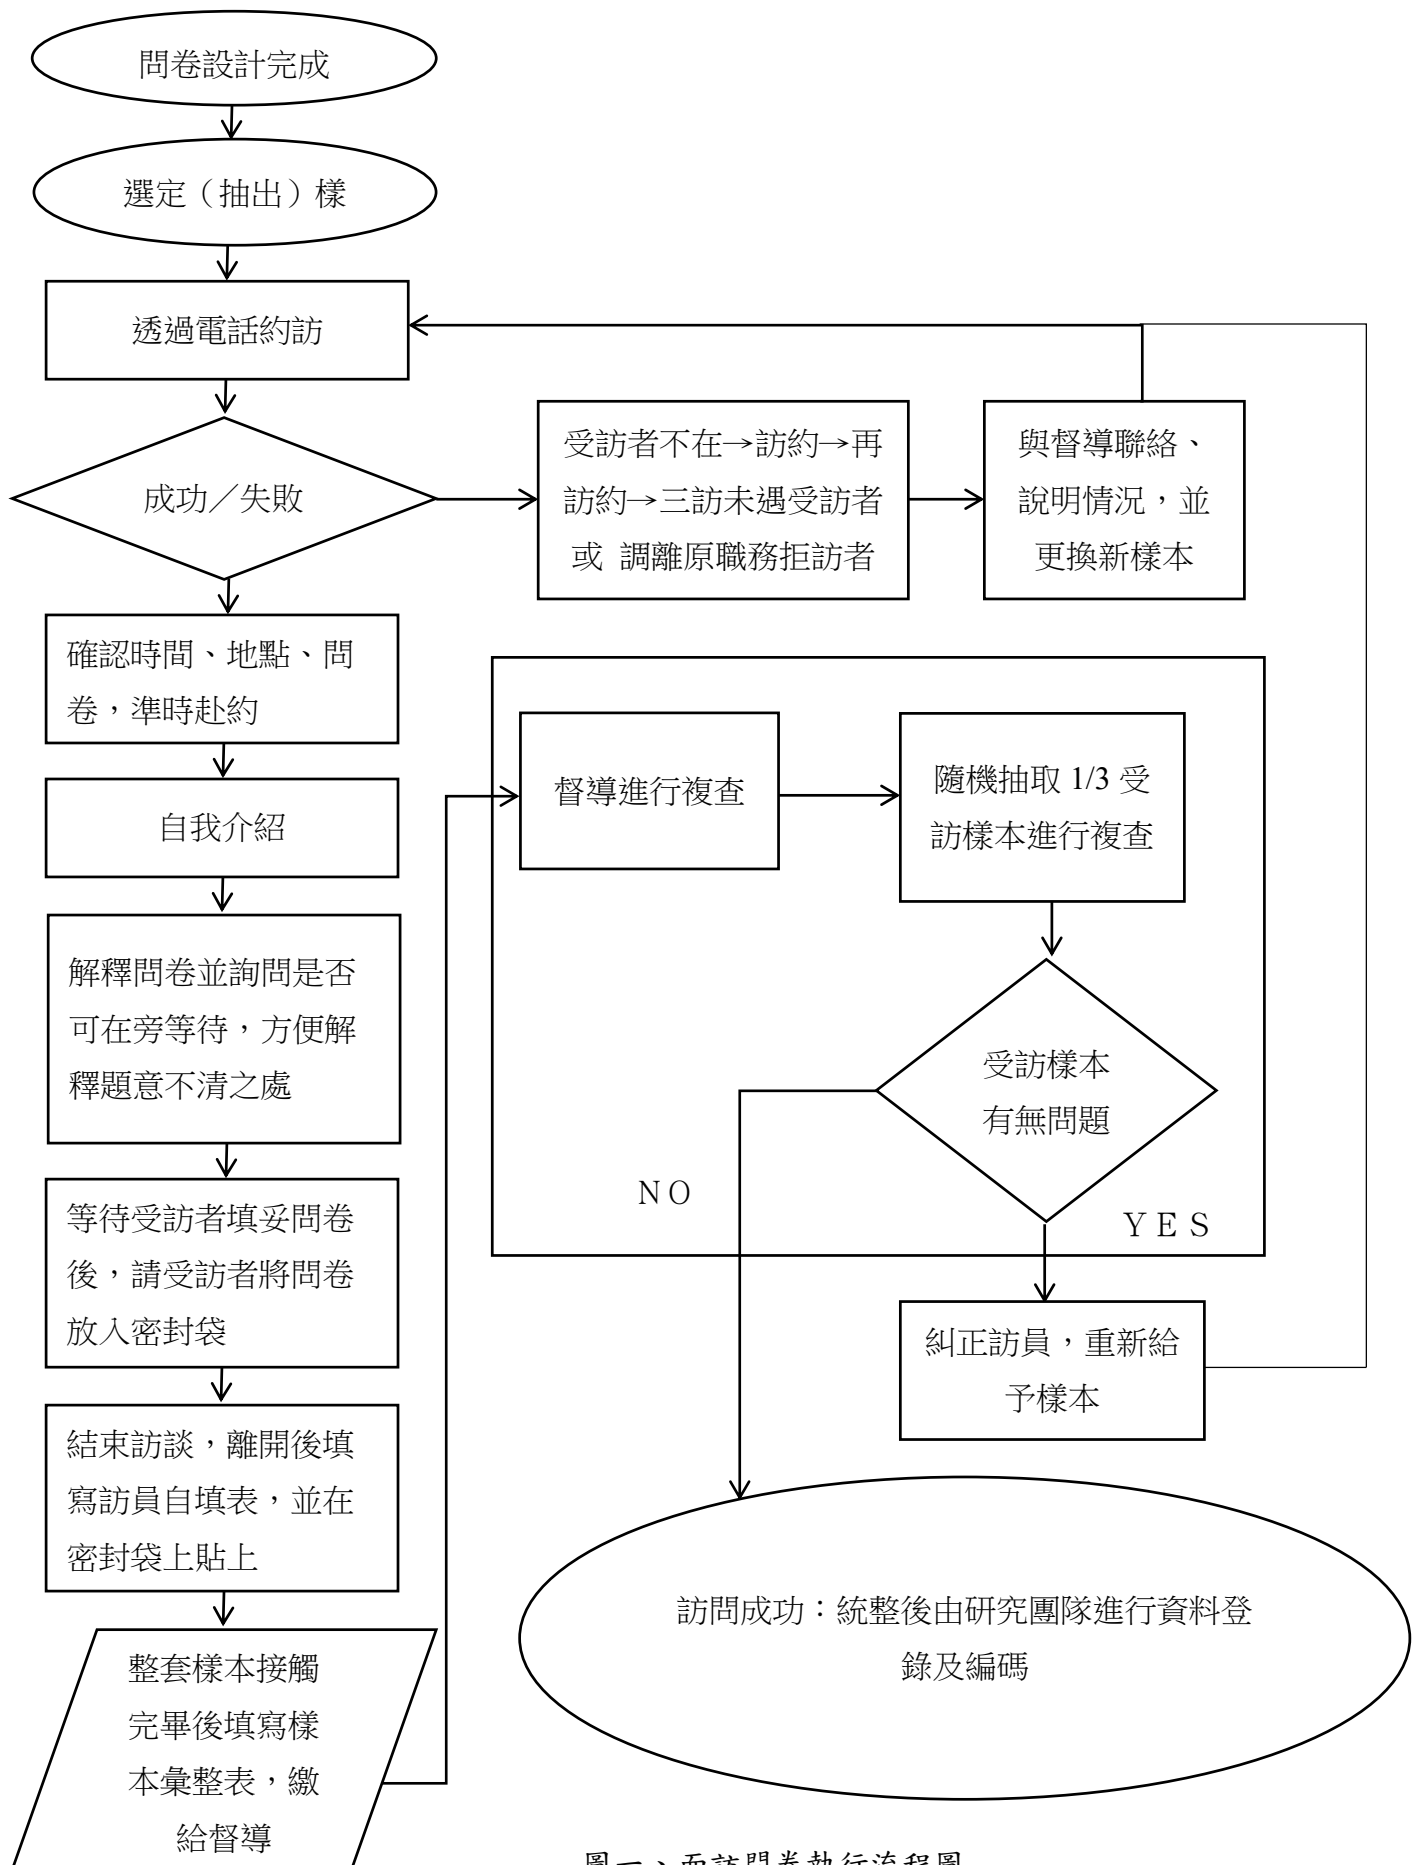 問卷設計完成
選定（抽出）樣
透過電話約訪
成功／失敗
受訪者不在→訪約→再
訪約→三訪未遇受訪者
或 調離原職務拒訪者
與督導聯絡、
說明情況，並
更換新樣本
確認時間、地點、問
卷，準時赴約
自我介紹
解釋問卷並詢問是否
可在旁等待，方便解
釋題意不清之處
等待受訪者填妥問卷
後，請受訪者將問卷
放入密封袋
結束訪談，離開後填
寫訪員自填表，並在
密封袋上貼上
整套樣本接觸
完畢後填寫樣
本彙整表，繳
給督導
督導進行複查
隨機抽取 1/3 受
訪樣本進行複查
受訪樣本
有無問題
ＮＯ
ＹＥＳ
糾正訪員，重新給
予樣本
訪問成功：統整後由研究團隊進行資料登
錄及編碼
圖一、面訪問卷執行流程圖